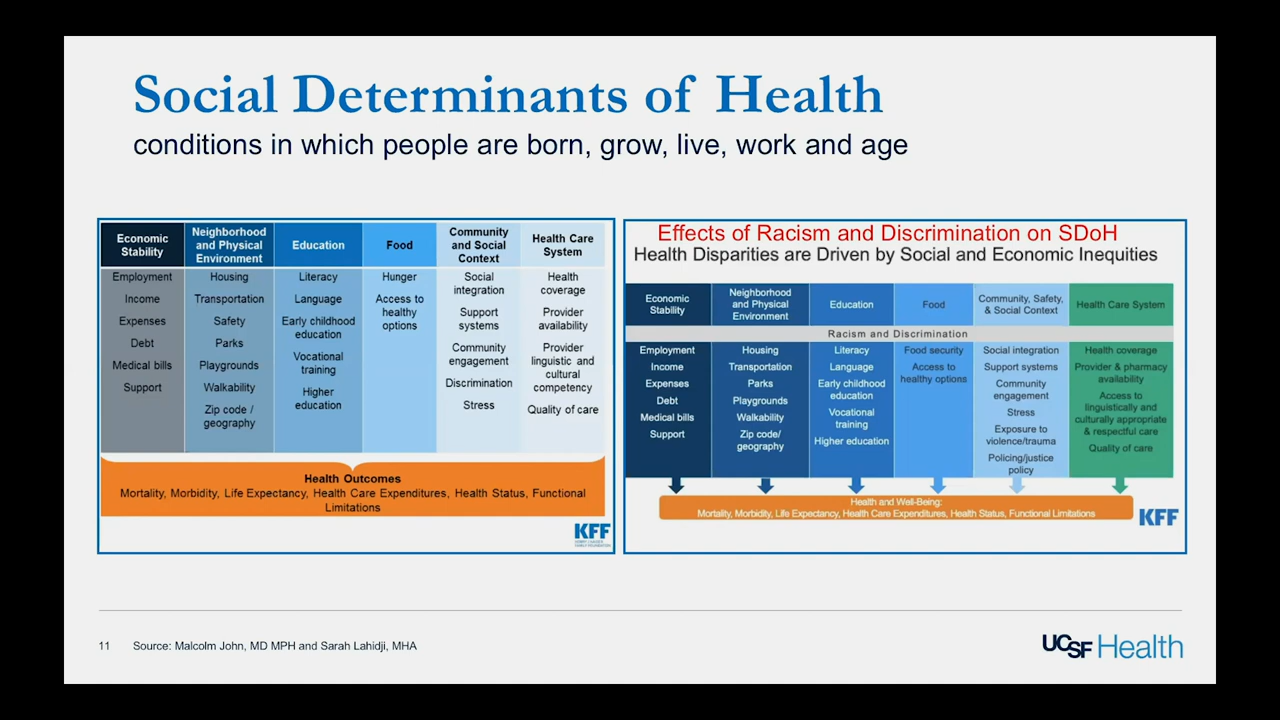 Social Determinants of Health
conditions in which people are born, grow, live, work and age
Economic
Stability
Employment
Income
Expenses
Debt
Medical bills
Support
Neighborhood
and Physical
Environment
Housing
Transportation
Safety
Parks
Playgrounds
Walkability
Zip code /
geography
Education
Literacy
Language
Early childhood
education
Vocational
training
Higher
education
Food
Hunger
Access to
healthy
options
Community
and Social
Context
Social
integration
Support
systems
Community
engagement
Discrimination
Stress
Health Care
System
Health
coverage
Provider
availability
Provider
linguistic and
cultural
competency
Quality of care
Health Outcomes
Mortality, Morbidity, Life Expectancy, Health Care Expenditures, Health Status, Functional
Limitations
KFF
Effects of Racism and Discrimination on SDoH
Health Disparities are Driven by Social and Economic Inequities
Economic
Stability
Neighborhood
and Physical
Environment
Education
Food
Community, Safety,
& Social Context
Health Care System
Racism and Discrimination
Employment
Income
Expenses
Debt
Medical bills
Support
Housing
Transportation
Parks
Playgrounds
Walkability
Zip code/
geography
Literacy
Language
Early childhood
education
Vocational
training
Higher education
Food security
Access to
healthy options
Social integration
Support systems
Community
engagement
Stress
Exposure to
violence/trauma
Policing/justice
policy
Health coverage
Provider & pharmacy
availability
Access to
linguistically and
culturally appropriate
& respectful care
Quality of care
Health and Well-Being:
Mortality, Morbidity, Life Expectancy, Health Care Expenditures, Health Status, Functional Limitations
KFF
11 Source: Malcolm John, MD MPH and Sarah Lahidji, MHA
UCSF Health